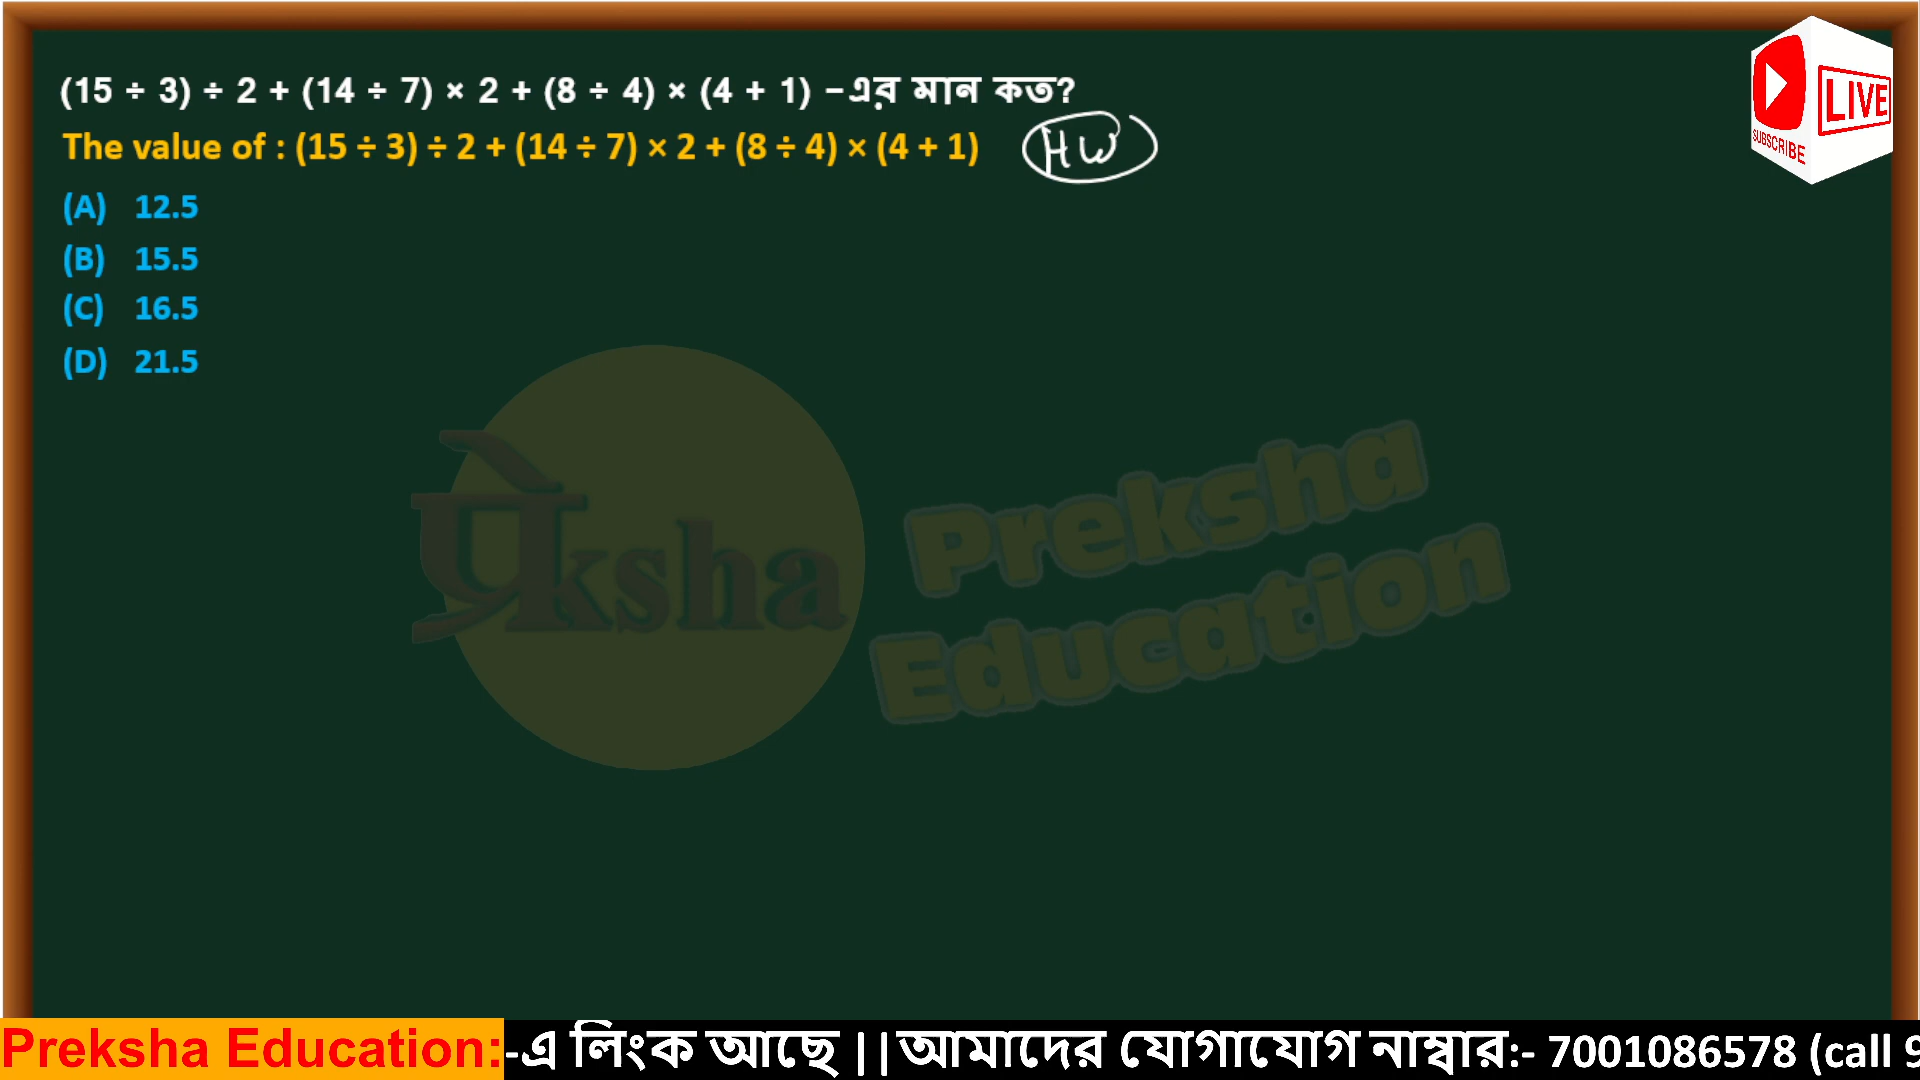 (15 ÷ 3) ÷ 2 + (14 ÷ 7) × 2 + (8 ÷ 4) × (4 + 1) –এর মান কত?
The value of : (15 ÷ 3) ÷ 2 + (14 ÷ 7) × 2 + (8 ÷ 4) × (4 + 1)
HW
(A) 12.5
(B) 15.5
(C) 16.5
(D) 21.5
LIVE
SUBSCRIBE
प्रेksha
Preksha
Education
Preksha Education:-এ লিংক আছে ||আমাদের যোগাযোগ নাম্বার:- 7001086578 (call 9